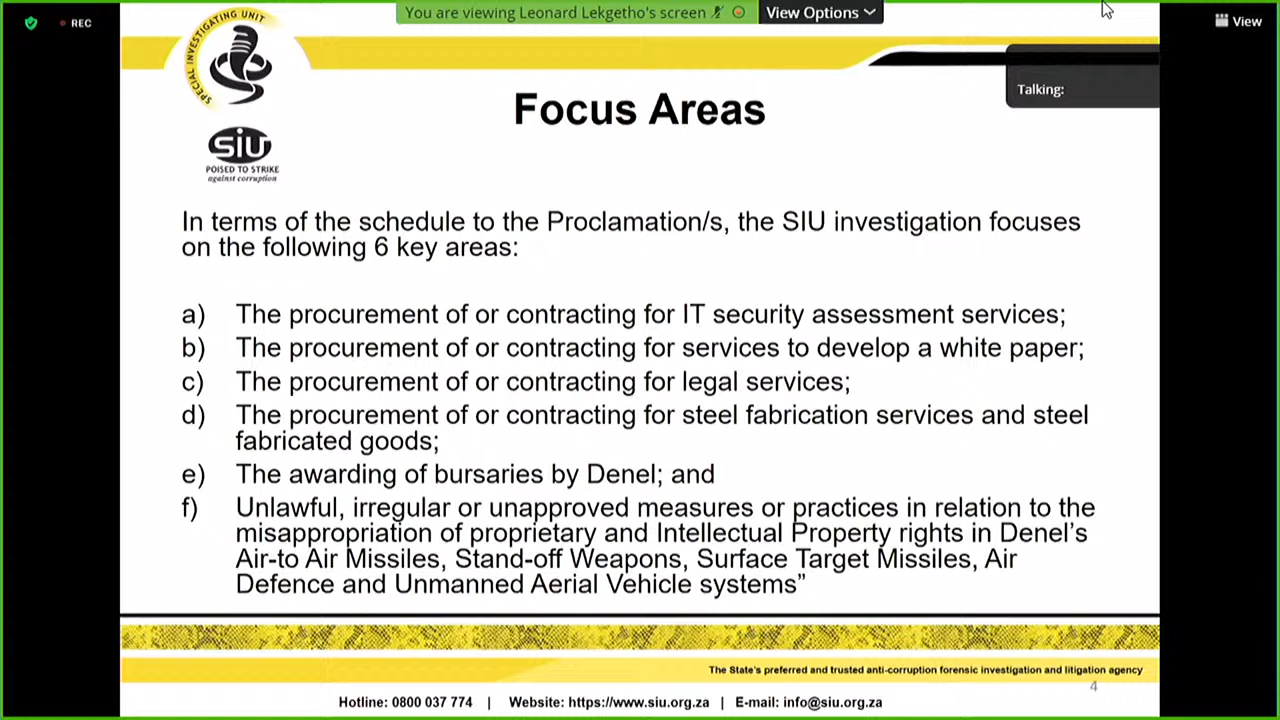 REC
You are viewing Leonard Lekgetho's screen
View Options
View
Talking:
SPECIAL INVESTIGATING UNIT
SIU
POISED TO STRIKE
against corruption
Focus Areas
In terms of the schedule to the Proclamation/s, the SIU investigation focuses
on the following 6 key areas:
a) The procurement of or contracting for IT security assessment services;
b) The procurement of or contracting for services to develop a white paper;
c) The procurement of or contracting for legal services;
d) The procurement of or contracting for steel fabrication services and steel
fabricated goods;
e) The awarding of bursaries by Denel; and
f) Unlawful, irregular or unapproved measures or practices in relation to the
misappropriation of proprietary and Intellectual Property rights in Denel's
Air-to Air Missiles, Stand-off Weapons, Surface Target Missiles, Air
Defence and Unmanned Aerial Vehicle systems”
The State's preferred and trusted anti-corruption forensic investigation and litigation agency
4
Hotline: 0800 037 774 | Website: https://www.siu.org.za | E-mail: info@siu.org.za